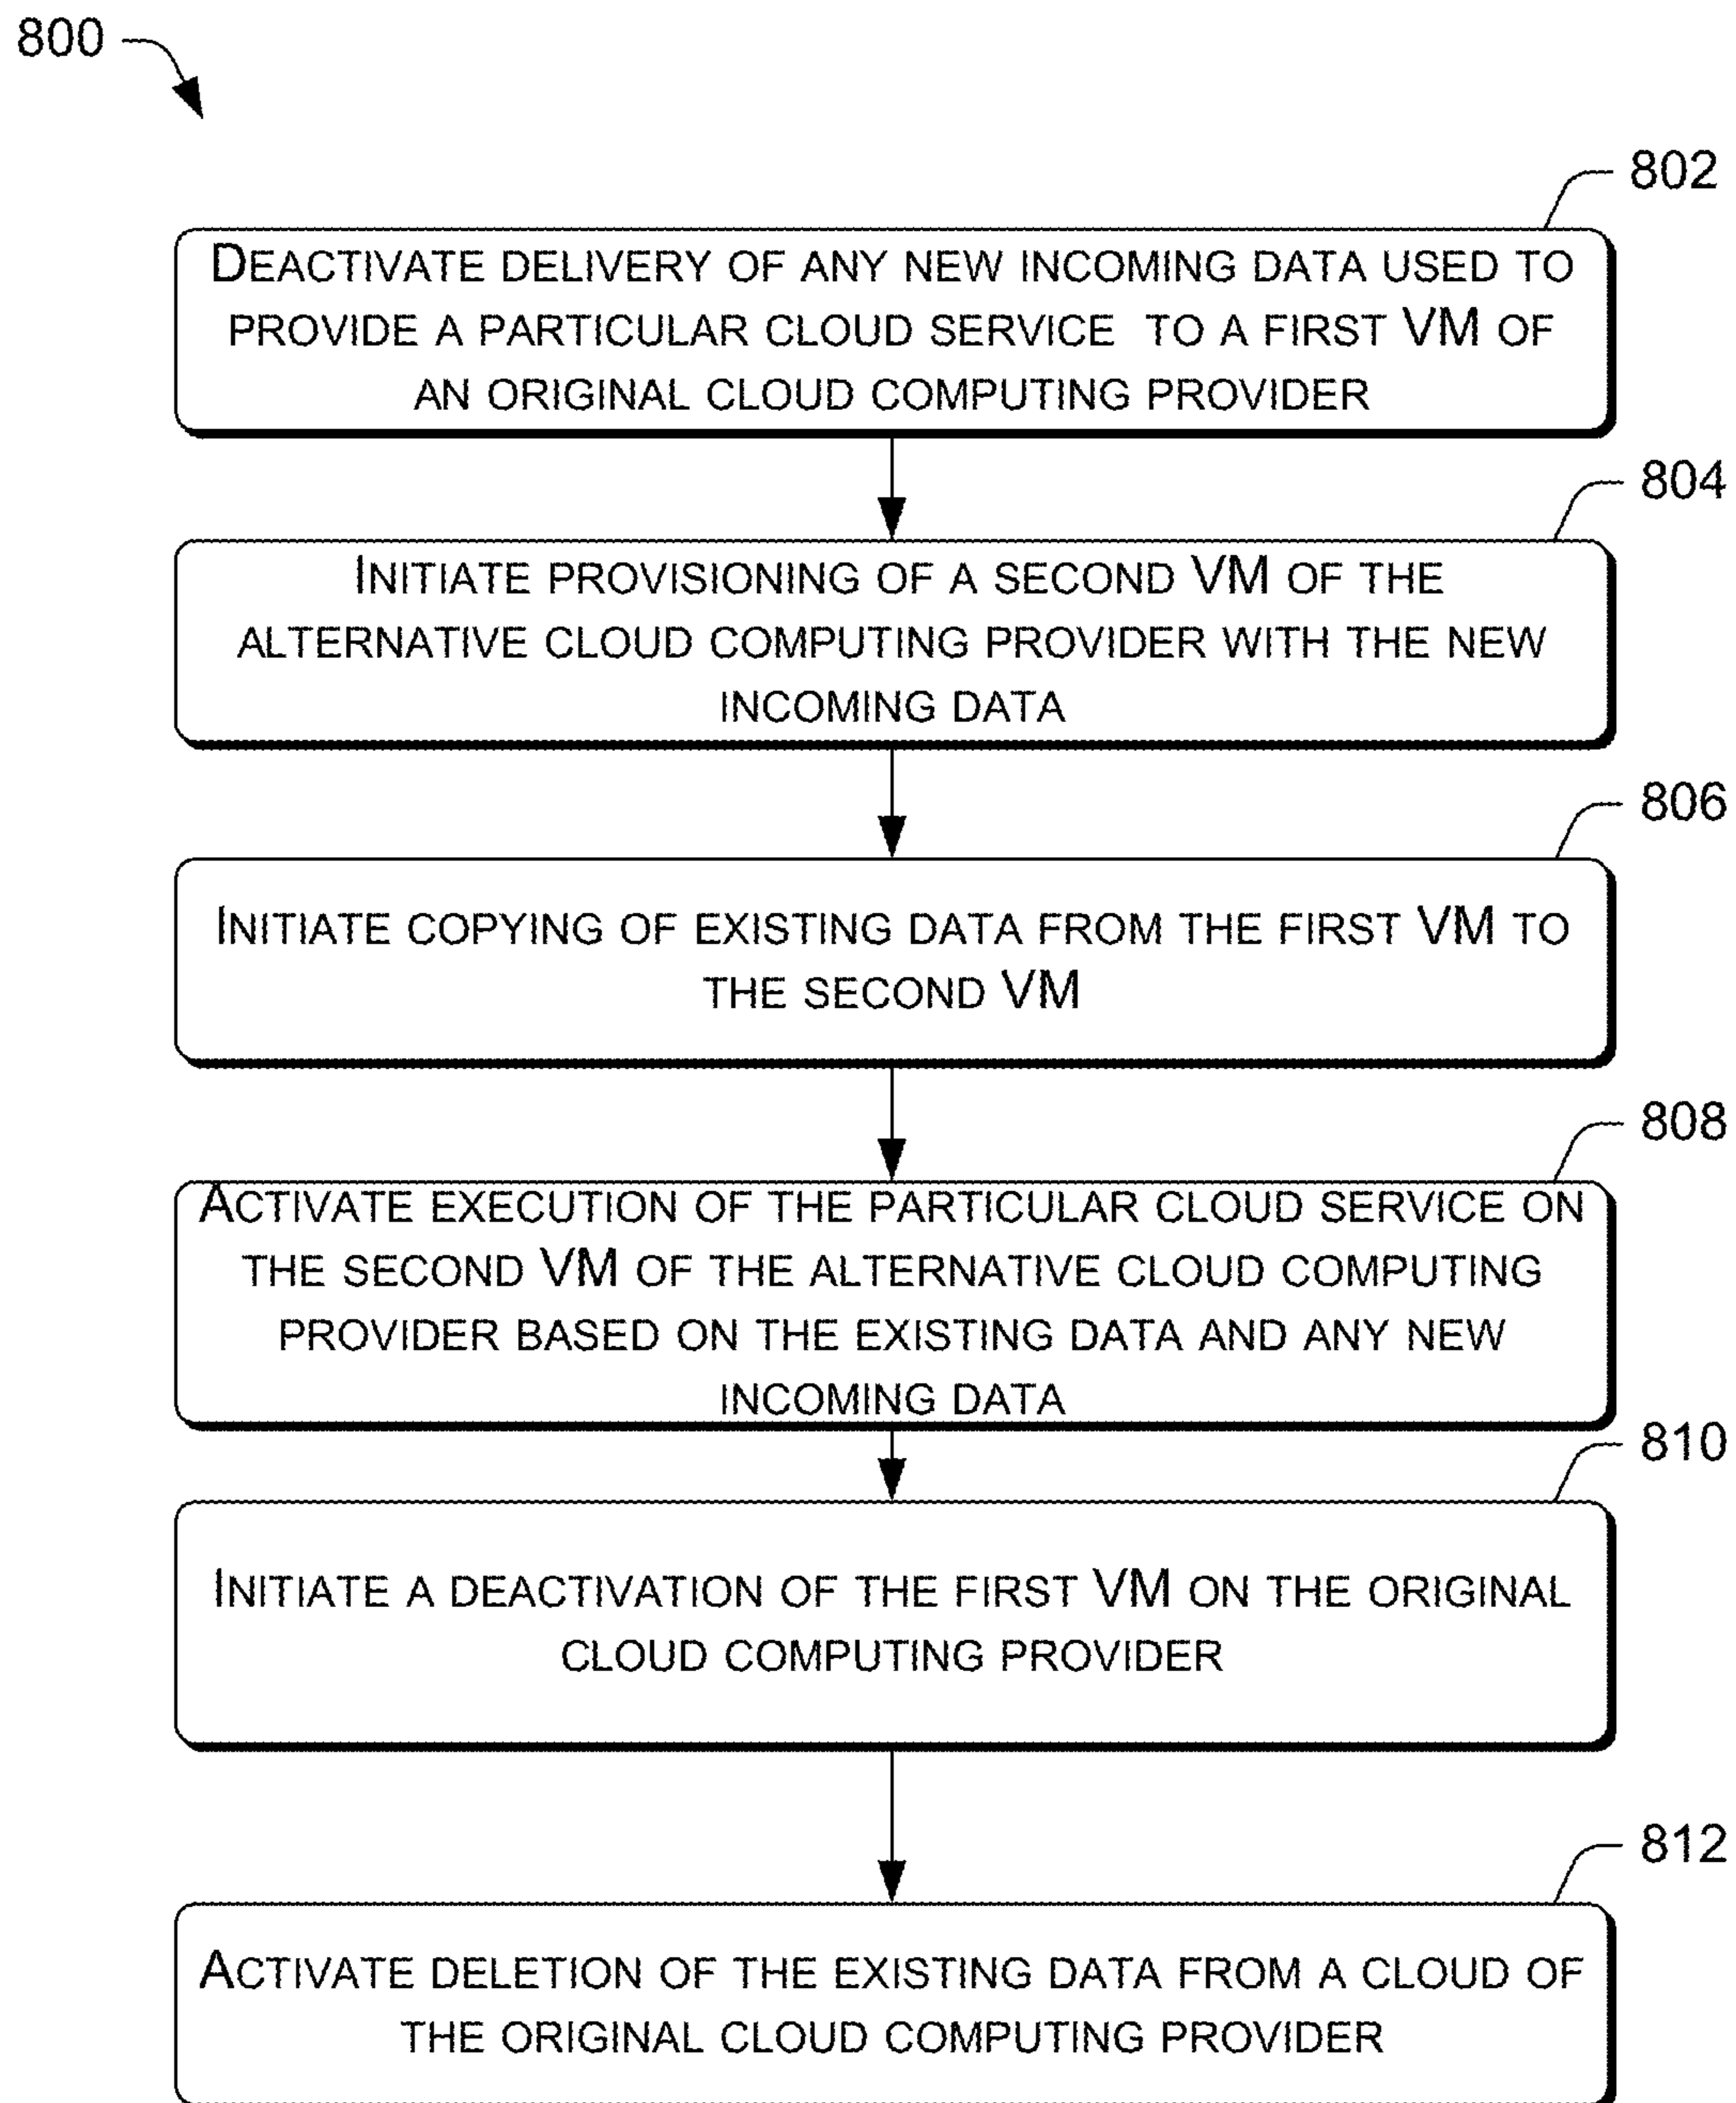 800
802
DEACTIVATE DELIVERY OF ANY NEW INCOMING DATA USED TO
PROVIDE A PARTICULAR CLOUD SERVICE TO A FIRST VM OF
AN ORIGINAL CLOUD COMPUTING PROVIDER
804
INITIATE PROVISIONING OF A SECOND VM OF THE
ALTERNATIVE CLOUD COMPUTING PROVIDER WITH THE NEW
INCOMING DATA
806
INITIATE COPYING OF EXISTING DATA FROM THE FIRST VM TO
THE SECOND VM
808
ACTIVATE EXECUTION OF THE PARTICULAR CLOUD SERVICE ON
THE SECOND VM OF THE ALTERNATIVE CLOUD COMPUTING
PROVIDER BASED ON THE EXISTING DATA AND ANY NEW
INCOMING DATA
810
INITIATE A DEACTIVATION OF THE FIRST VM ON THE ORIGINAL
CLOUD COMPUTING PROVIDER
812
ACTIVATE DELETION OF THE EXISTING DATA FROM A CLOUD OF
THE ORIGINAL CLOUD COMPUTING PROVIDER